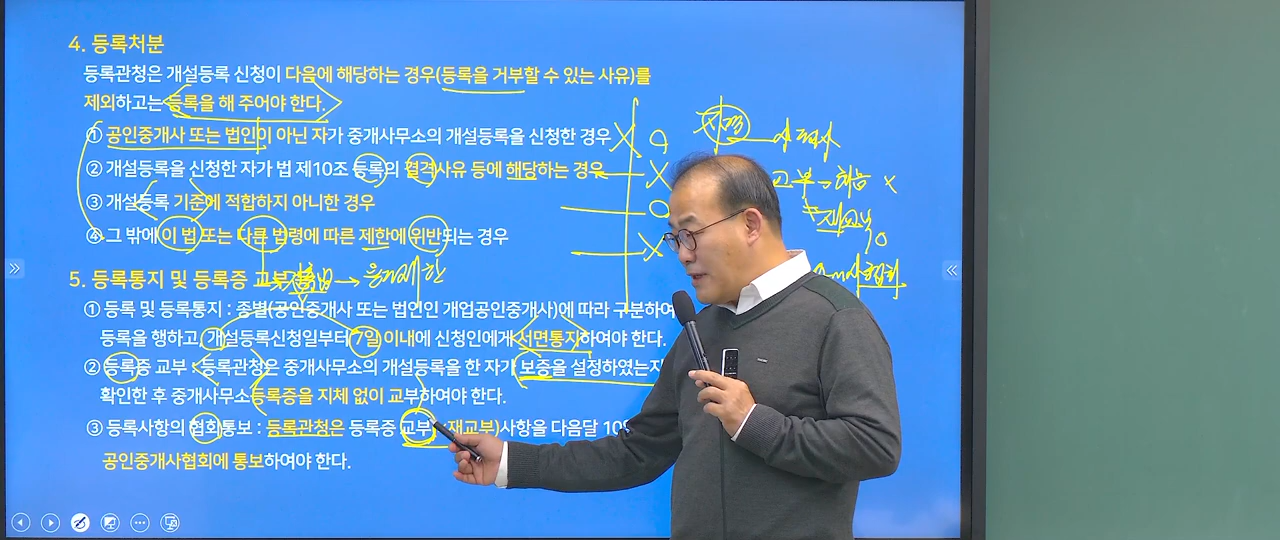 4. 등록처분
등록관청은 개설등록 신청이 다음에 해당하는 경우(등록을 거부할 수 있는 사유)를
제외하고는 등록을 해 주어야 한다.
① 공인중개사 또는 법인이 아닌 자가 중개사무소의 개설등록을 신청한 경우 X O
② 개설등록을 신청한 자가 법 제10조 등록의 결격사유 등에 해당하는 경우 X
③ 개설등록 기준에 적합하지 아니한 경우 O
④ 그 밖에 이 법 또는 다른 법령에 따른 제한에 위반되는 경우 X
교부 → 하능 X
재교부 O
5. 등록통지 및 등록증 교부
① 등록 및 등록통지 : 종별(공인중개사 또는 법인인 개업공인중개사)에 따라 구분하여
등록을 행하고, 개설등록신청일부터 7일 이내에 신청인에게 서면통지하여야 한다.
② 등록증 교부 : 등록관청은 중개사무소의 개설등록을 한 자가 보증을 설정하였는지
확인한 후 중개사무소등록증을 지체 없이 교부하여야 한다.
③ 등록사항의 협회통보 : 등록관청은 등록증 교부 재교부)사항을 다음달 10
공인중개사협회에 통보하여야 한다.